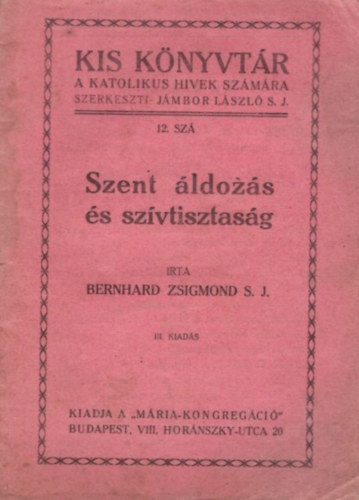 KIS KÖNYVTÁR
A KATOLIKUS HIVEK SZÁMÁRA
SZERKESZTI JÁMBOR LÁSZLÓ S. J.
12. SZÁ
Szent áldozás
és szívtisztaság
IRTA
BERNHARD ZSIGMOND S. J.
III. KIADÁS
KIADJA A „MÁRIA-KONGREGÁCIÓ"
BUDAPEST, VIII, HORÁNSZKY-UTCA 20